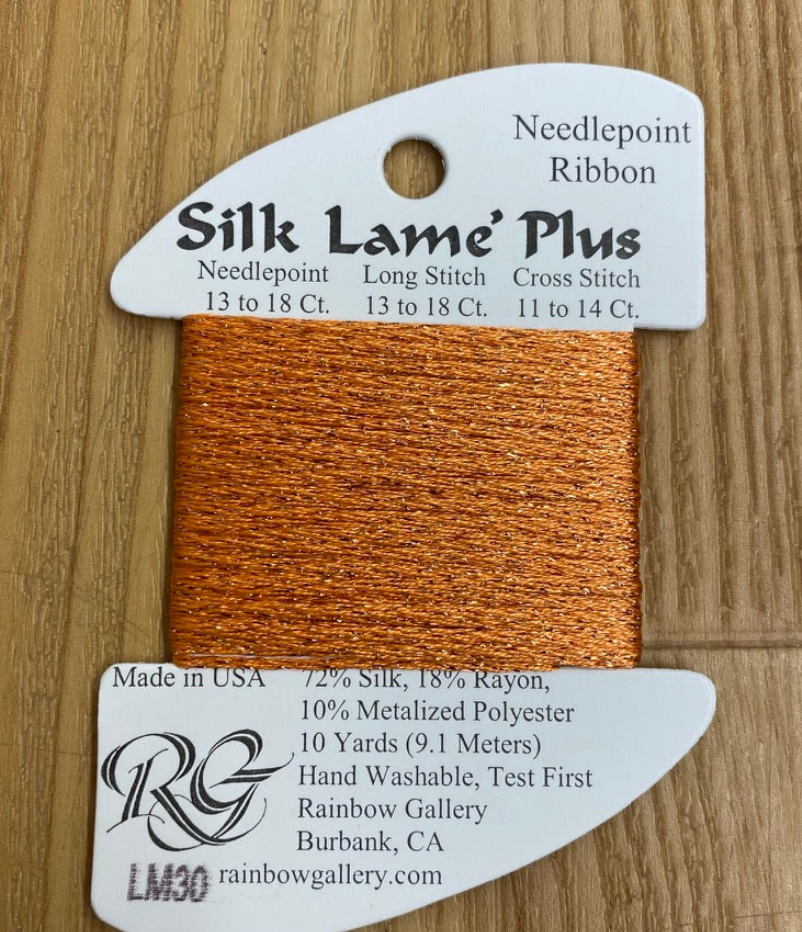 Needlepoint
Ribbon
Silk Lamé Plus
Needlepoint Long Stitch Cross Stitch
13 to 18 Ct. 13 to 18 Ct. 11 to 14 Ct.
Made in USA 72% Silk, 18% Rayon,
10% Metalized Polyester
10 Yards (9.1 Meters)
Hand Washable, Test First
RG
Rainbow Gallery
Burbank, CA
LM30 rainbowgallery.com